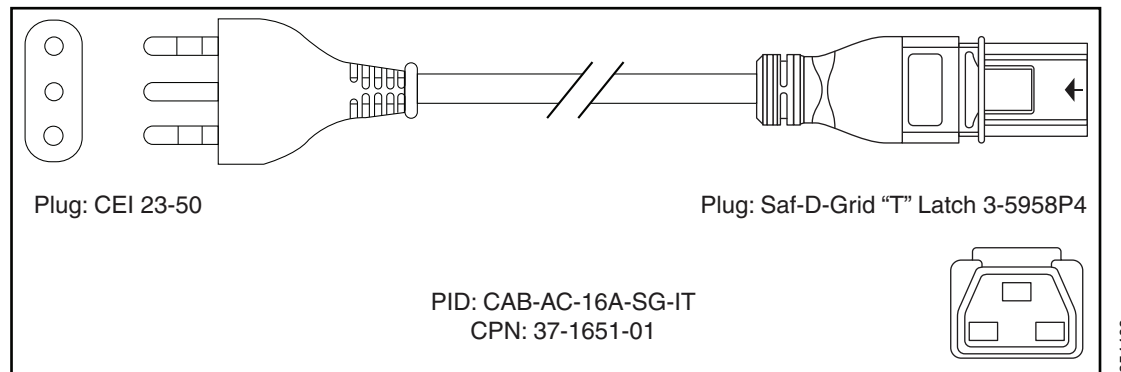 Plug: CEI 23-50
Plug: Saf-D-Grid “T” Latch 3-5958P4
PID: CAB-AC-16A-SG-IT
CPN: 37-1651-01